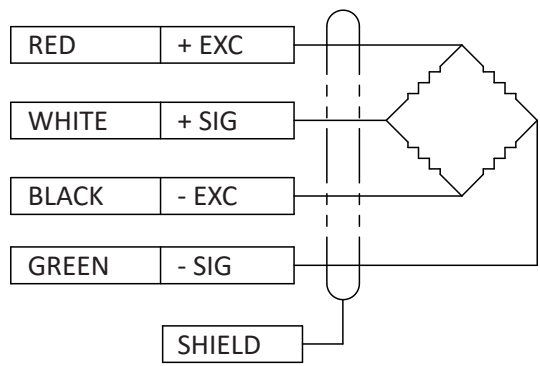 RED + EXC
WHITE + SIG
BLACK - EXC
GREEN - SIG
SHIELD